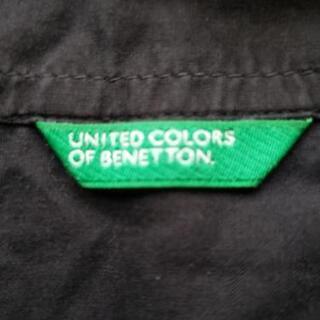 UNITED COLORS
OF BENETTON.